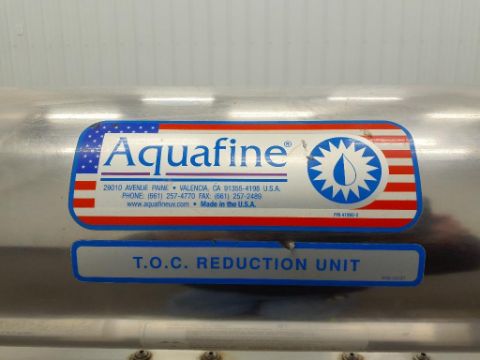 Aquafine®
29010 AVENUE PAINE • VALENCIA, CA 91355-4198 U.S.A.
PHONE: (661) 257-4770 FAX: (661) 257-2489
www.aquafineuv.com • Made in the U.S.A.
T.O.C. REDUCTION UNIT